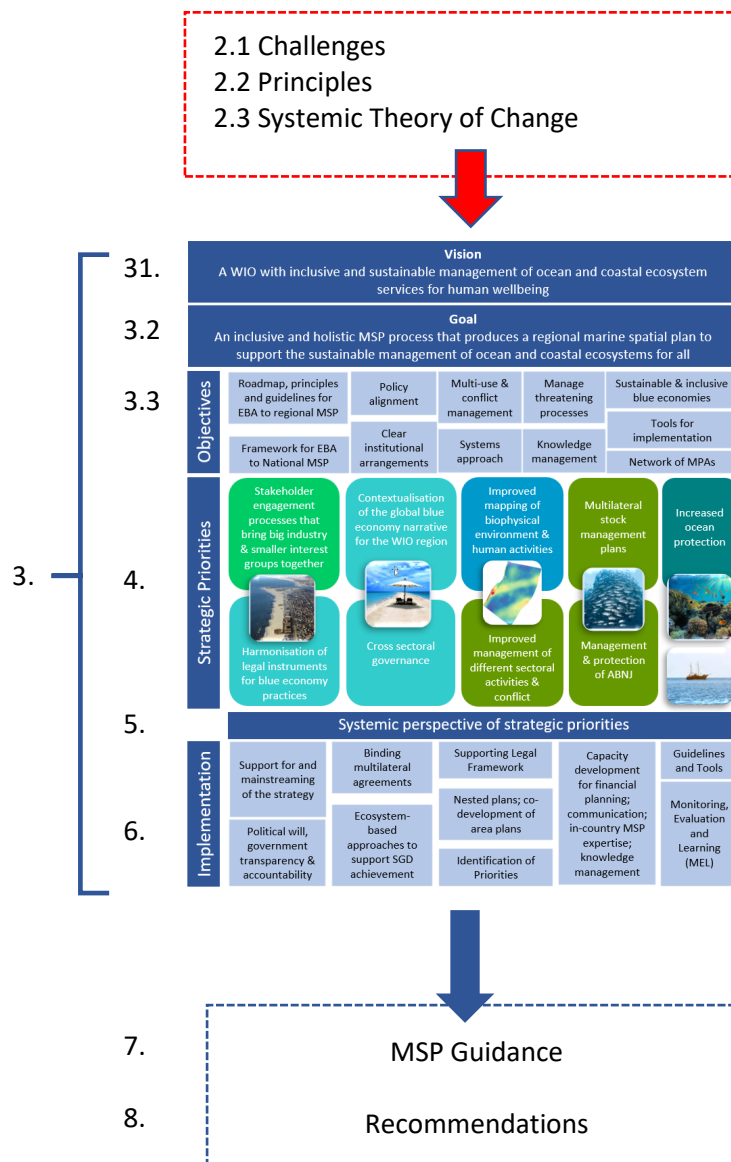 2.1 Challenges
2.2 Principles
2.3 Systemic Theory of Change
3.
31.
Vision
A WIO with inclusive and sustainable management of ocean and coastal ecosystem
services for human wellbeing
3.2
Goal
An inclusive and holistic MSP process that produces a regional marine spatial plan to
support the sustainable management of ocean and coastal ecosystems for all
3.3
Objectives
Roadmap, principles
and guidelines for
EBA to regional MSP
Framework for EBA
to National MSP
Policy
alignment
Clear
institutional
arrangements
Multi-use &
conflict
management
Systems
approach
Manage
threatening
processes
Knowledge
management
Sustainable & inclusive
blue economies
Tools for
implementation
Network of MPAs
4.
Strategic Priorities
Stakeholder
engagement
processes that
bring big industry
& smaller interest
groups together
Harmonisation of
legal instruments
for blue economy
practices
Contextualisation
of the global blue
economy narrative
for the WIO region
Cross sectoral
governance
Improved
mapping of
biophysical
environment &
human activities
Improved
management of
different sectoral
activities &
conflict
Multilateral
stock
management
plans
Management
& protection
of ABNJ
Increased
ocean
protection
5.
Systemic perspective of strategic priorities
6.
Implementation
Support for and
mainstreaming
of the strategy
Political will,
government
transparency &
accountability
Binding
multilateral
agreements
Ecosystem-
based
approaches to
support SGD
achievement
Supporting Legal
Framework
Nested plans; co-
development of
area plans
Identification of
Priorities
Capacity
development
for financial
planning;
communication;
in-country MSP
expertise;
knowledge
management
Guidelines
and Tools
Monitoring,
Evaluation
and
Learning
(MEL)
7.
MSP Guidance
8.
Recommendations